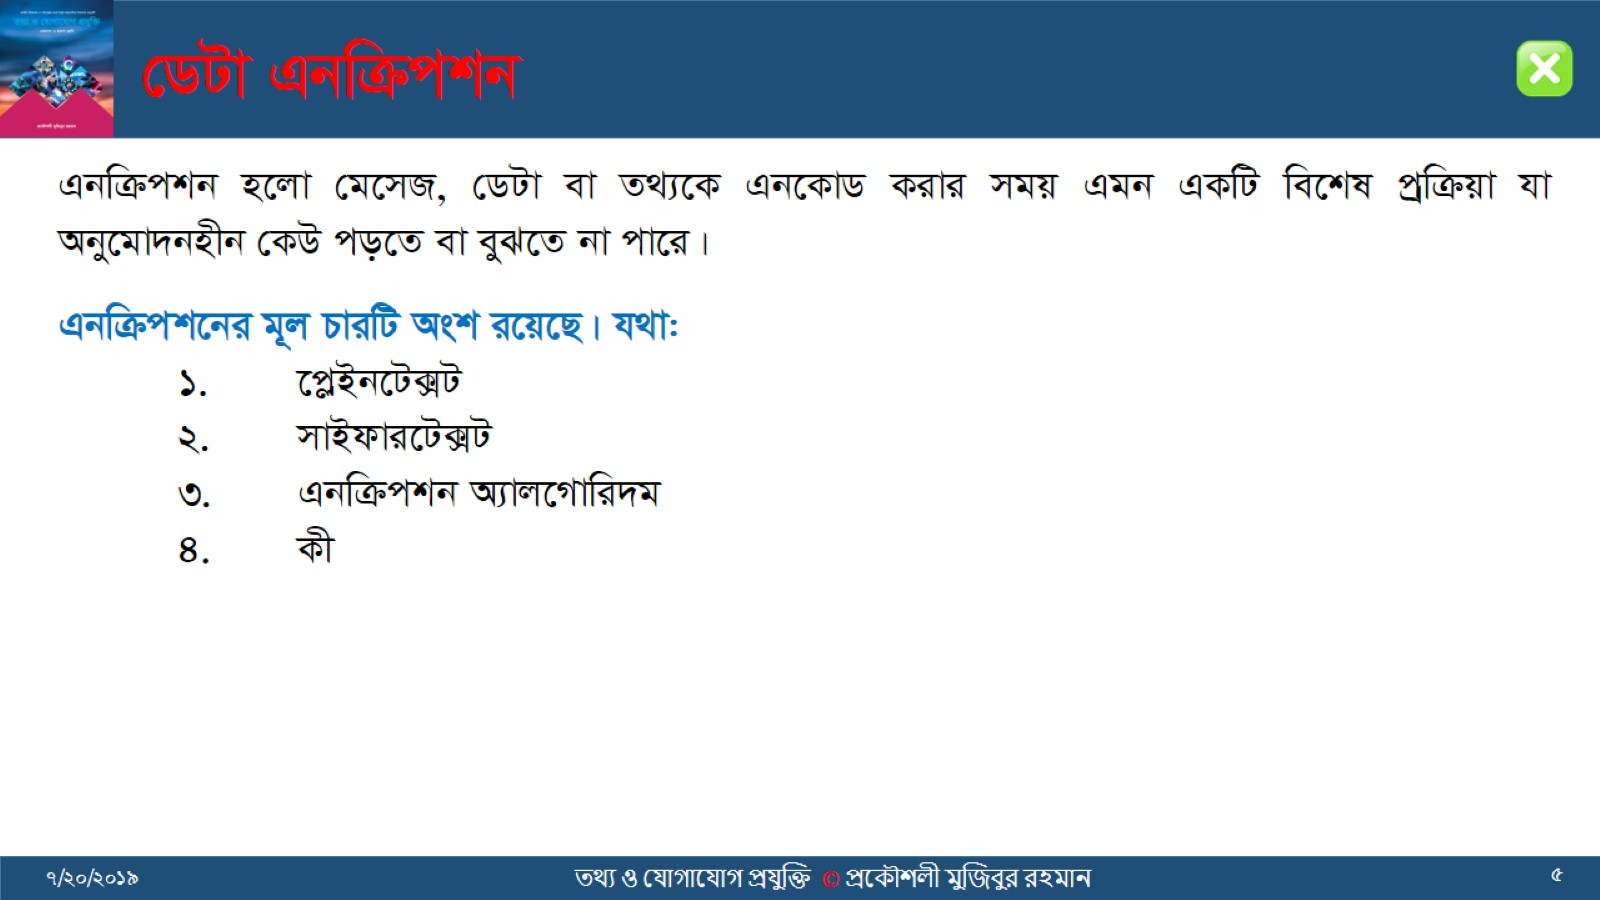 তথ্য ও যোগাযোগ প্রযুক্তি
ডেটা এনক্রিপশন
এনক্রিপশন হলো মেসেজ, ডেটা বা তথ্যকে এনকোড করার সময় এমন একটি বিশেষ প্রক্রিয়া যা
অনুমোদনহীন কেউ পড়তে বা বুঝতে না পারে।
এনক্রিপশনের মূল চারটি অংশ রয়েছে। যথা:
১. প্লেইনটেক্সট
২. সাইফারটেক্সট
৩. এনক্রিপশন অ্যালগোরিদম
৪. কী
৭/২০/২০১৯ তথ্য ও যোগাযোগ প্রযুক্তি © প্রকৌশলী মুজিবুর রহমান ৫